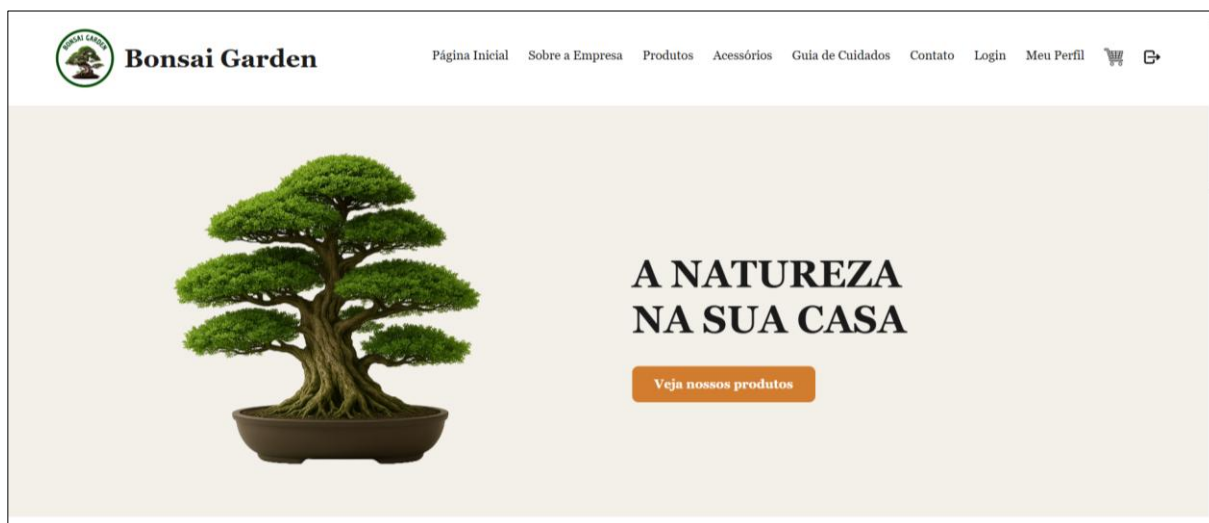 BONSAI GARDEN
Bonsai Garden
Página Inicial Sobre a Empresa Produtos Acessórios Guia de Cuidados Contato Login Meu Perfil
A NATUREZA
NA SUA CASA
Veja nossos produtos